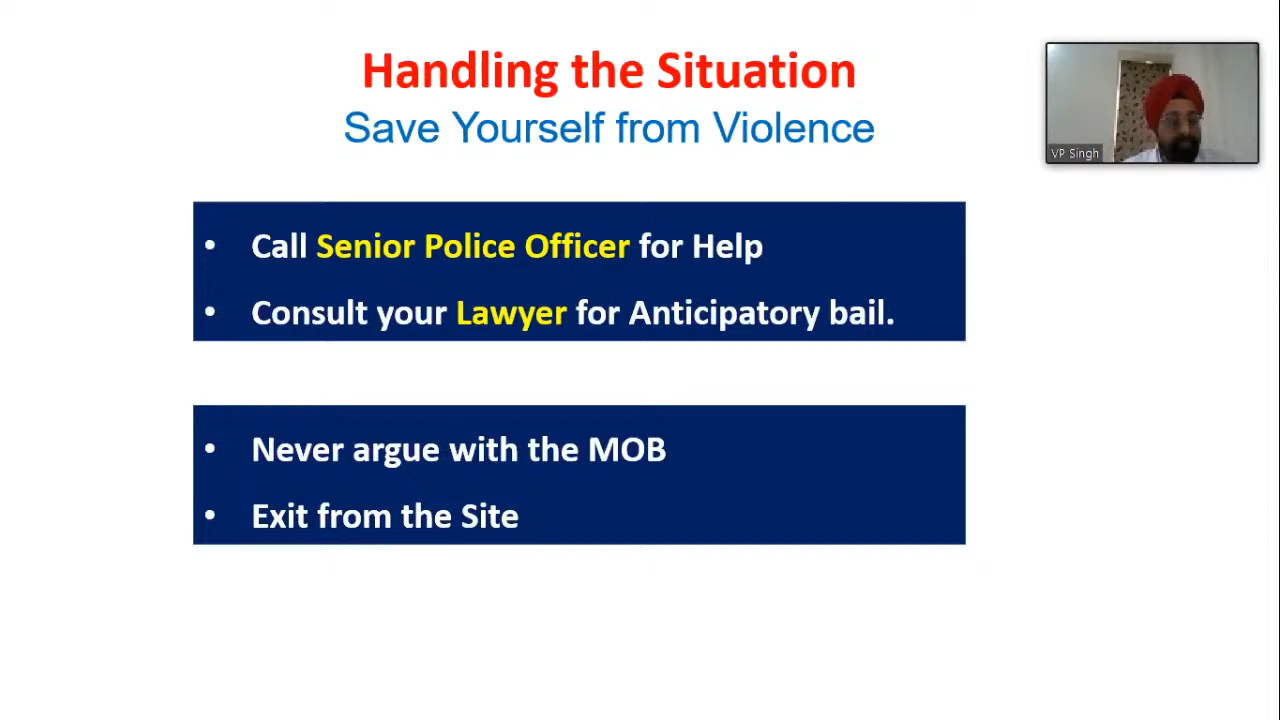 Handling the Situation
Save Yourself from Violence
VP Singh
• Call Senior Police Officer for Help
• Consult your Lawyer for Anticipatory bail.
• Never argue with the MOB
• Exit from the Site